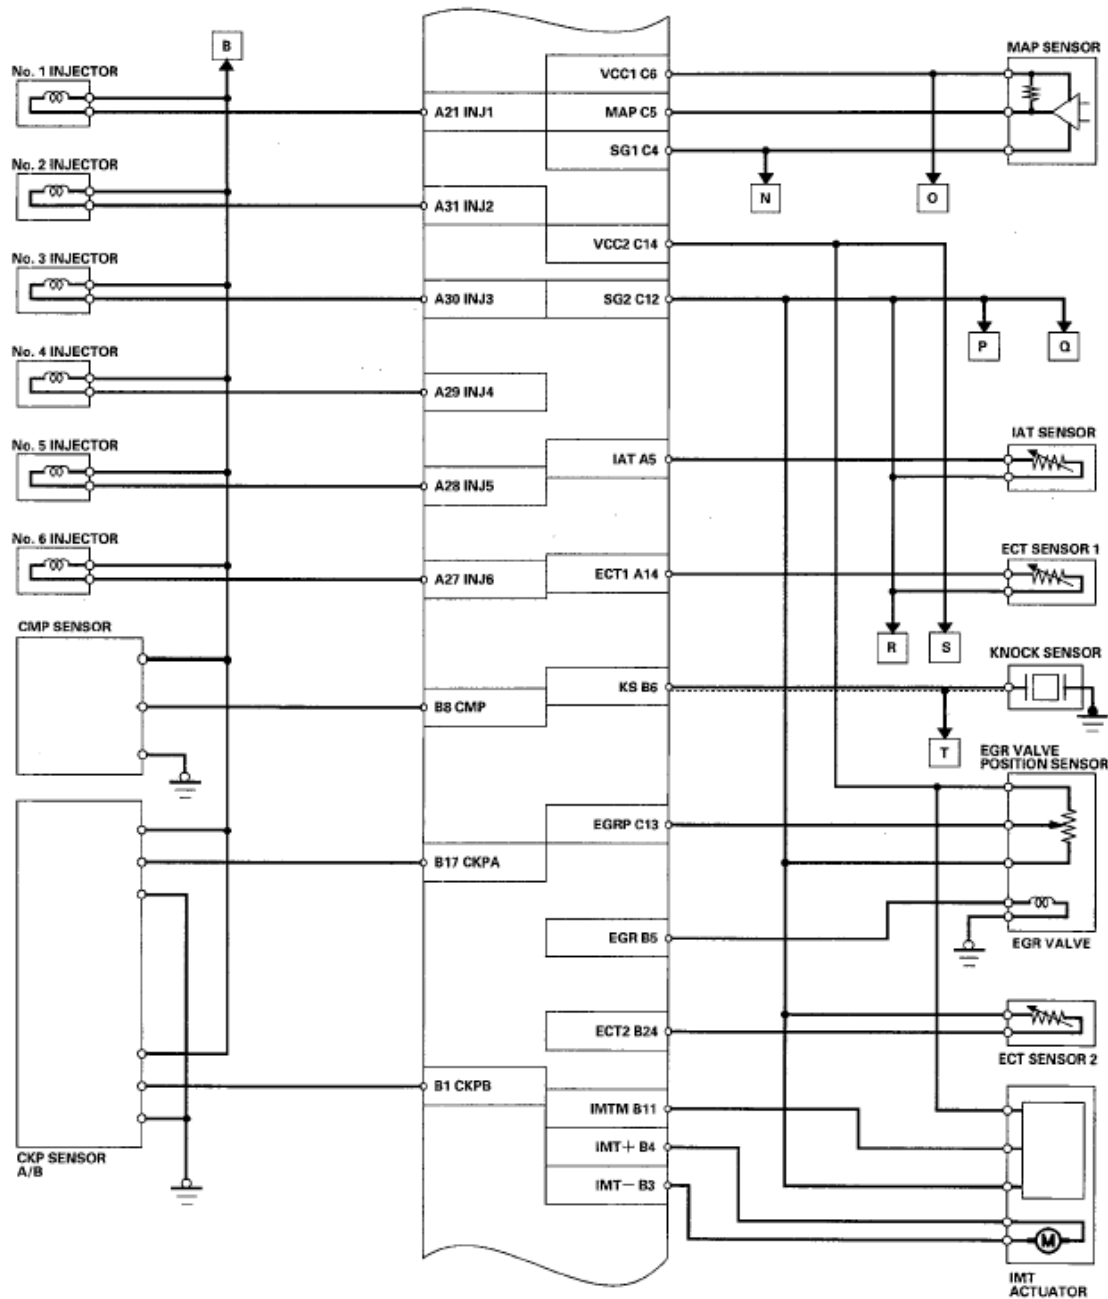 B
No. 1 INJECTOR
No. 2 INJECTOR
No. 3 INJECTOR
No. 4 INJECTOR
No. 5 INJECTOR
No. 6 INJECTOR
CMP SENSOR
CKP SENSOR
A/B
A21 INJ1
A31 INJ2
A30 INJ3
A29 INJ4
A28 INJ5
A27 INJ6
B8 CMP
B17 CKPA
B1 CKPB
VCC1 C6
MAP C5
SG1 C4
VCC2 C14
SG2 C12
IAT A5
ECT1 A14
KS B6
EGRP C13
EGR B5
ECT2 B24
IMTM B11
IMT+ B4
IMT− B3
MAP SENSOR
N
O
P
Q
IAT SENSOR
ECT SENSOR 1
R
S
KNOCK SENSOR
T
EGR VALVE
POSITION SENSOR
EGR VALVE
ECT SENSOR 2
M
IMT
ACTUATOR